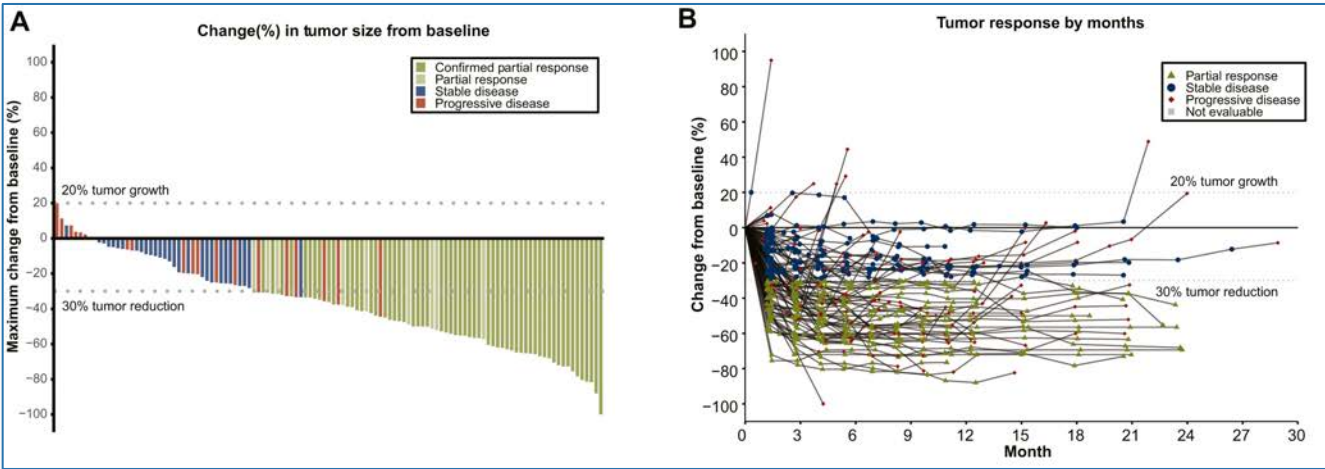 A
Change(%) in tumor size from baseline
Maximum change from baseline (%)
100
80
60
40
20
0
−20
−40
−60
−80
−100
Confirmed partial response
Partial response
Stable disease
Progressive disease
20% tumor growth
30% tumor reduction
B
Tumor response by months
Change from baseline (%)
100
80
60
40
20
0
−20
−40
−60
−80
−100
Partial response
Stable disease
Progressive disease
Not evaluable
20% tumor growth
30% tumor reduction
0 3 6 9 12 15 18 21 24 27 30
Month